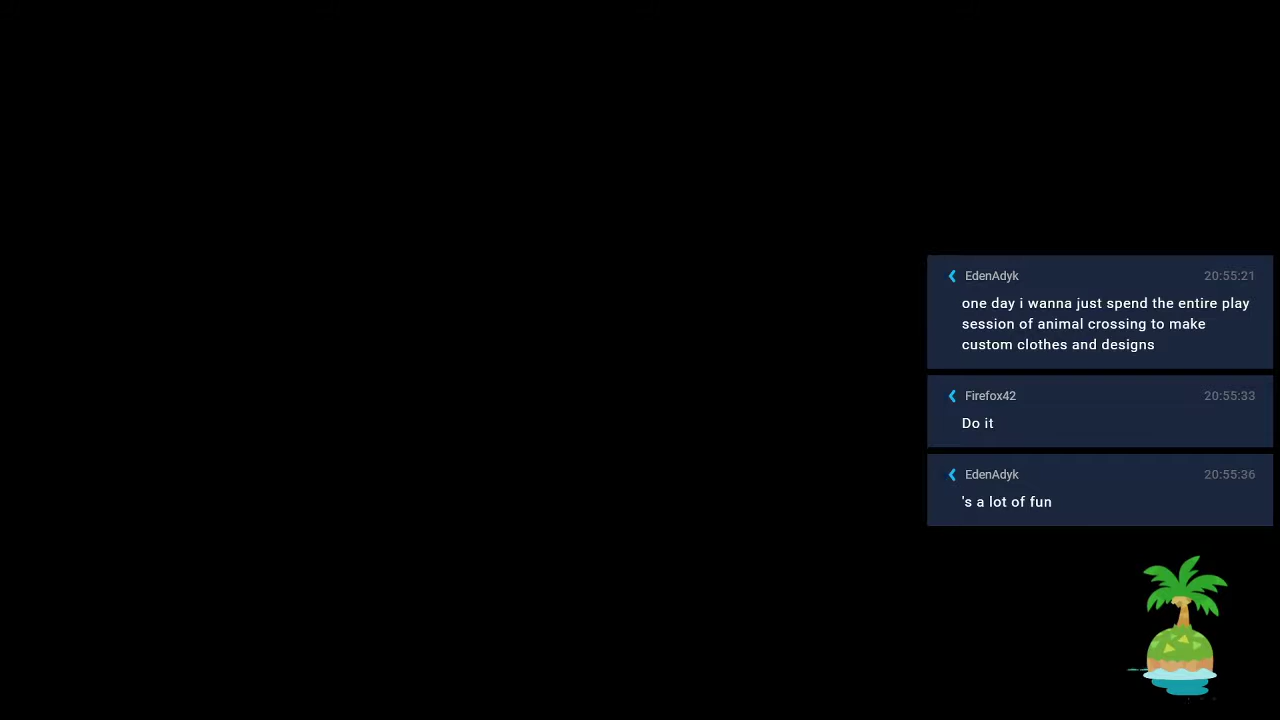 EdenAdyk 20:55:21
one day i wanna just spend the entire play
session of animal crossing to make
custom clothes and designs
Firefox42 20:55:33
Do it
EdenAdyk 20:55:36
's a lot of fun